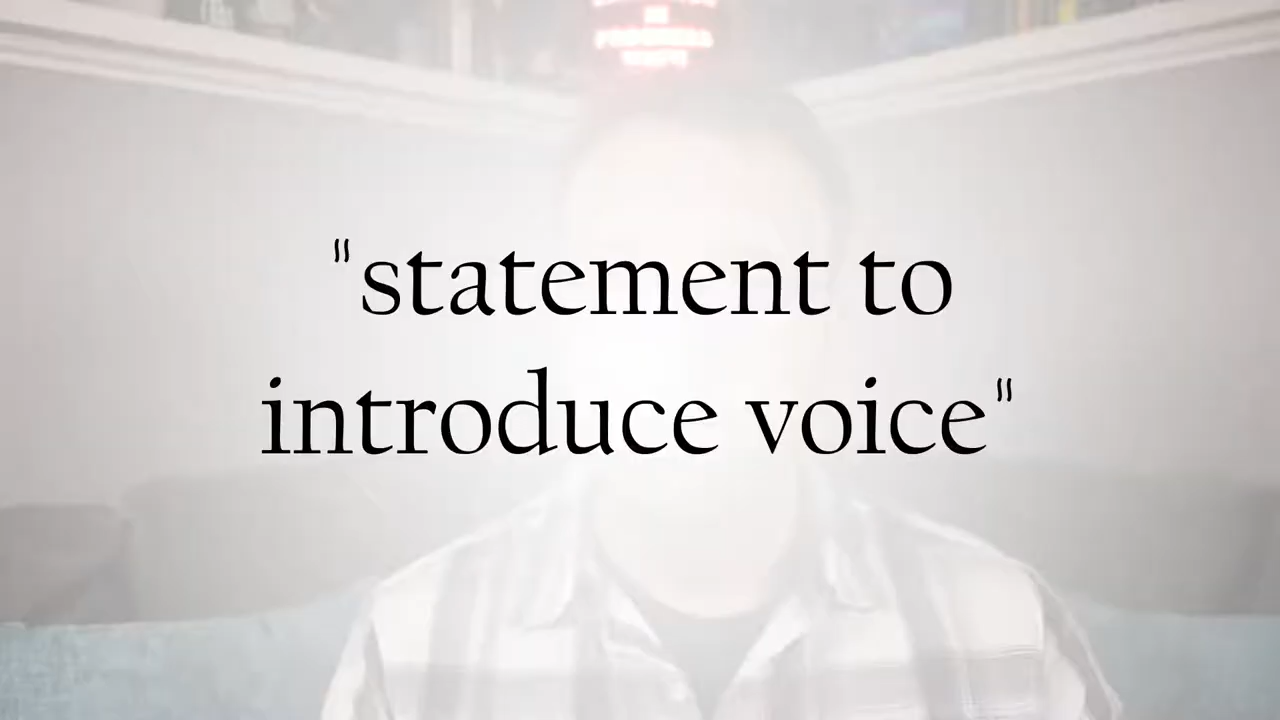 "statement to
introduce voice"